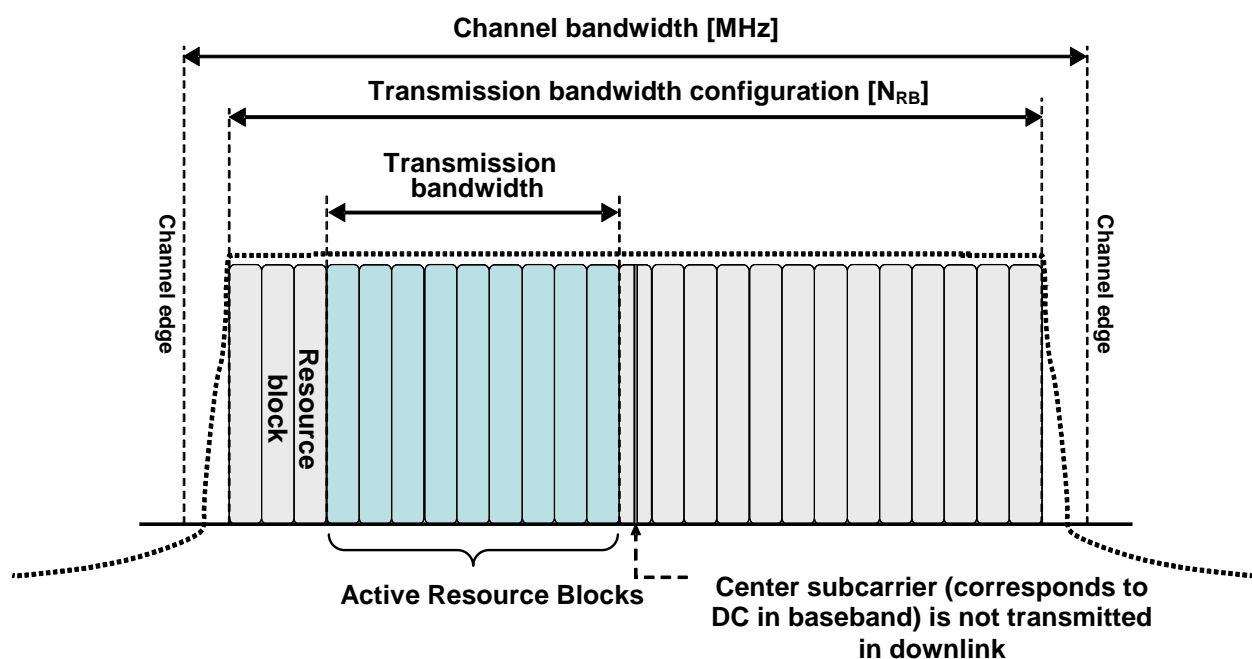 Channel bandwidth [MHz]
Transmission bandwidth configuration [N_RB]
Transmission
bandwidth
Channel edge
Resource
block
Channel edge
Active Resource Blocks
Center subcarrier (corresponds to
DC in baseband) is not transmitted
in downlink